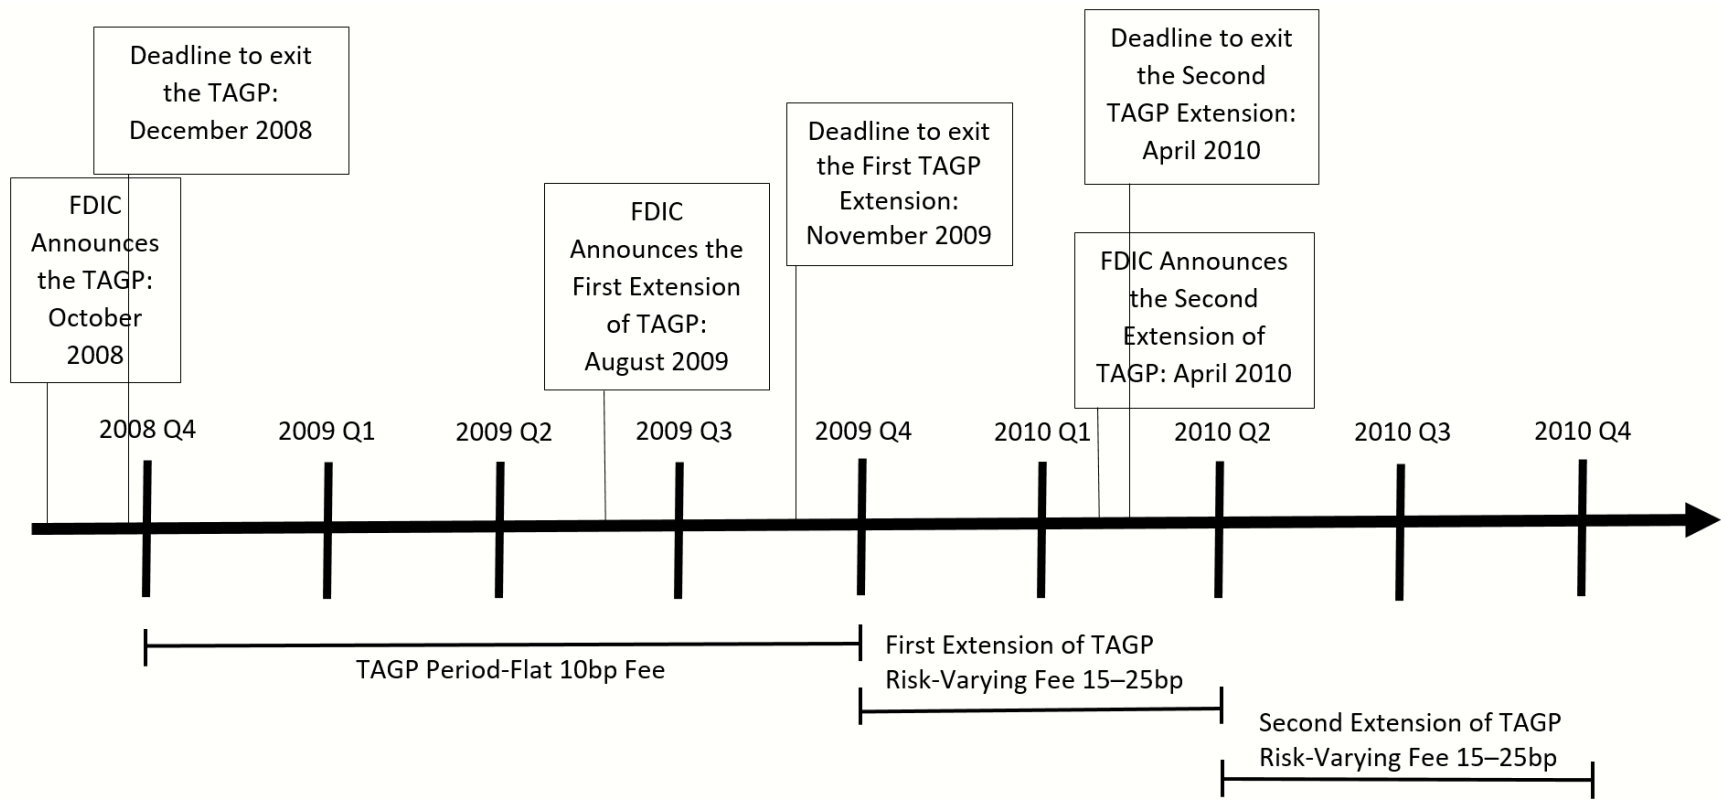 Deadline to exit
the TAGP:
December 2008
FDIC
Announces
the TAGP:
October
2008
FDIC
Announces the
First Extension
of TAGP:
August 2009
Deadline to exit
the First TAGP
Extension:
November 2009
Deadline to exit
the Second
TAGP Extension:
April 2010
FDIC Announces
the Second
Extension of
TAGP: April 2010
2008 Q4
2009 Q1
2009 Q2
2009 Q3
2009 Q4
2010 Q1
2010 Q2
2010 Q3
2010 Q4
TAGP Period-Flat 10bp Fee
First Extension of TAGP
Risk-Varying Fee 15–25bp
Second Extension of TAGP
Risk-Varying Fee 15–25bp